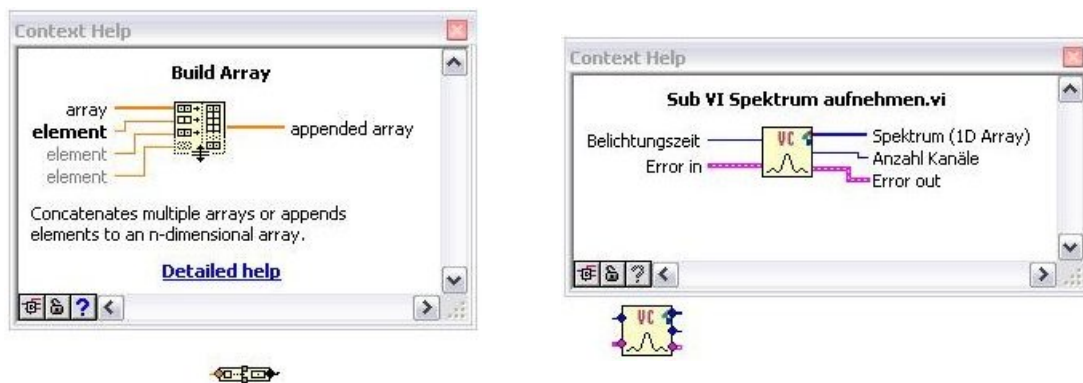 Context Help
Build Array
array
element
element
element
appended array
Concatenates multiple arrays or appends
elements to an n-dimensional array.
Detailed help
?
Context Help
Sub VI Spektrum aufnehmen.vi
Belichtungszeit
Error in
VC
Spektrum (1D Array)
Anzahl Kanäle
Error out
?
VC